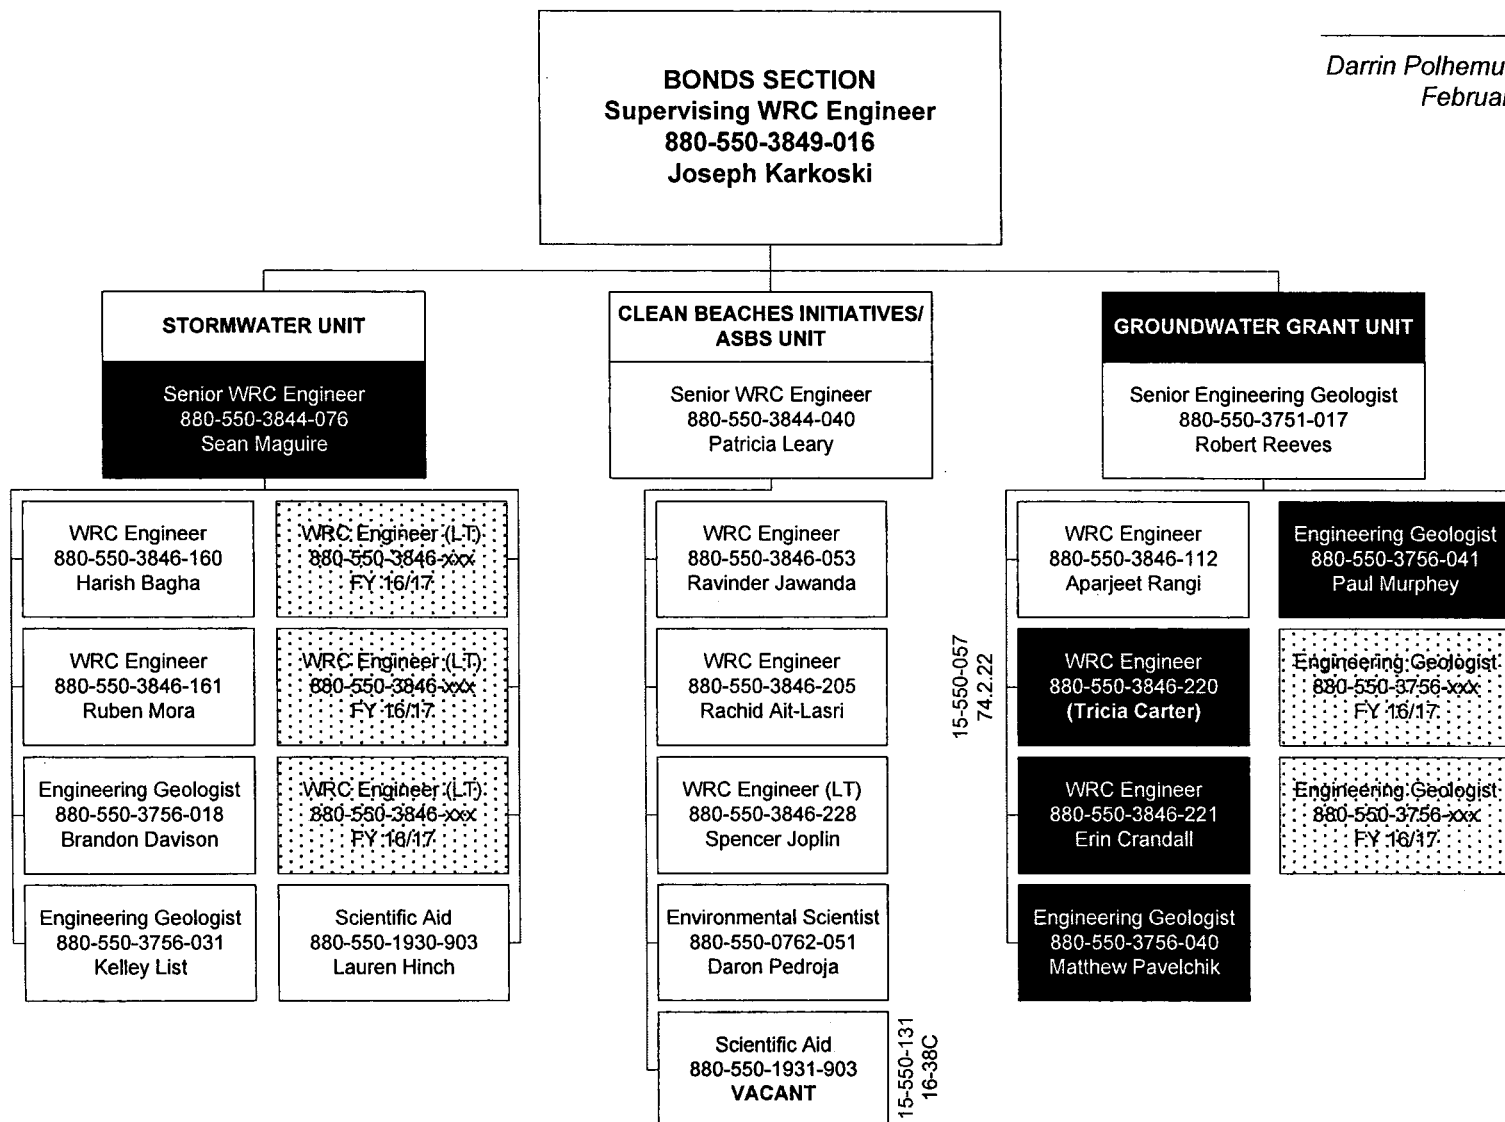 BONDS SECTION
Supervising WRC Engineer
880-550-3849-016
Joseph Karkoski
Darrin Polhemu
Februar
STORMWATER UNIT
Senior WRC Engineer
880-550-3844-076
Sean Maguire
WRC Engineer
880-550-3846-160
Harish Bagha
WRC Engineer (LT)
880-550-3846-xxx
FY 16/17
WRC Engineer
880-550-3846-161
Ruben Mora
WRC Engineer (LT)
880-550-3846-xxx
FY 16/17
Engineering Geologist
880-550-3756-018
Brandon Davison
WRC Engineer (LT)
880-550-3846-xxx
FY 16/17
Engineering Geologist
880-550-3756-031
Kelley List
Scientific Aid
880-550-1930-903
Lauren Hinch
CLEAN BEACHES INITIATIVES/
ASBS UNIT
Senior WRC Engineer
880-550-3844-040
Patricia Leary
WRC Engineer
880-550-3846-053
Ravinder Jawanda
WRC Engineer
880-550-3846-205
Rachid Ait-Lasri
WRC Engineer (LT)
880-550-3846-228
Spencer Joplin
Environmental Scientist
880-550-0762-051
Daron Pedroja
Scientific Aid
880-550-1931-903
VACANT
15-550-131
16-38C
GROUNDWATER GRANT UNIT
Senior Engineering Geologist
880-550-3751-017
Robert Reeves
WRC Engineer
880-550-3846-112
Aparjeet Rangi
Engineering Geologist
880-550-3756-041
Paul Murphey
15-550-057
74.2.22
WRC Engineer
880-550-3846-220
(Tricia Carter)
Engineering Geologist
880-550-3756-xxx
FY 16/17
WRC Engineer
880-550-3846-221
Erin Crandall
Engineering Geologist
880-550-3756-xxx
FY 16/17
Engineering Geologist
880-550-3756-040
Matthew Pavelchik